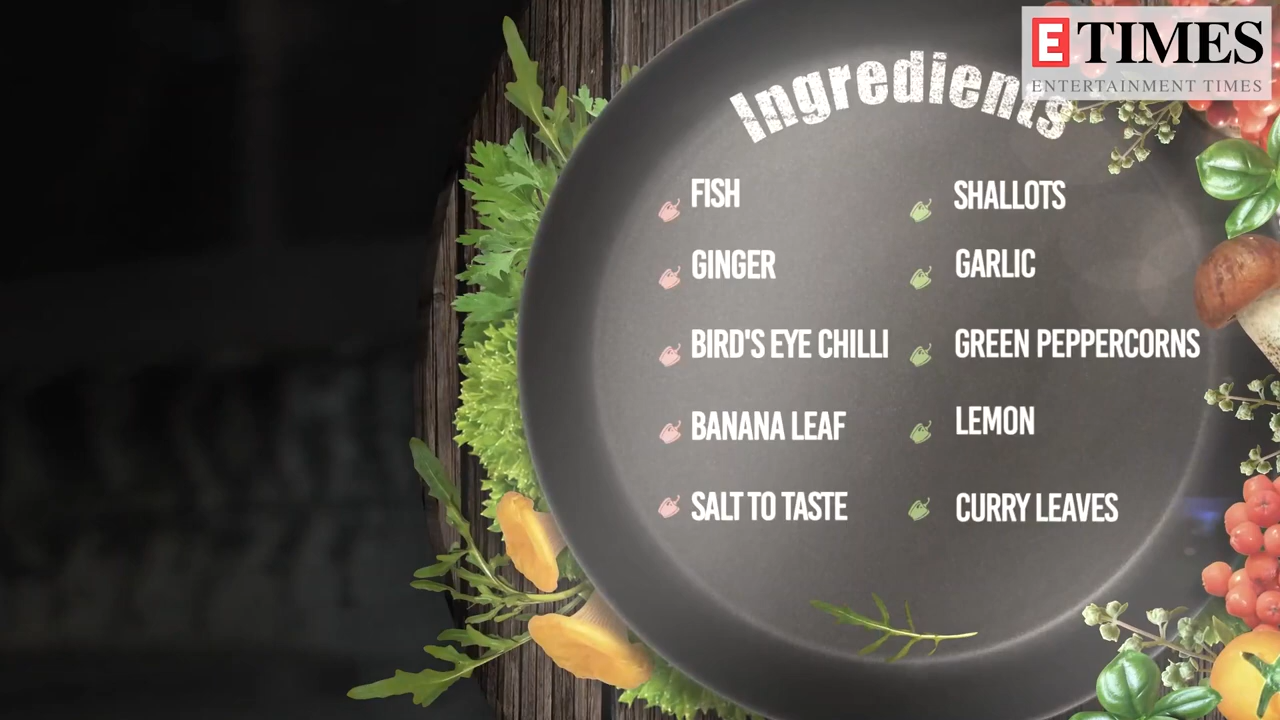 E TIMES
ENTERTAINMENT TIMES
Ingredients
FISH
SHALLOTS
GINGER
GARLIC
BIRD'S EYE CHILLI
GREEN PEPPERCORNS
BANANA LEAF
LEMON
SALT TO TASTE
CURRY LEAVES